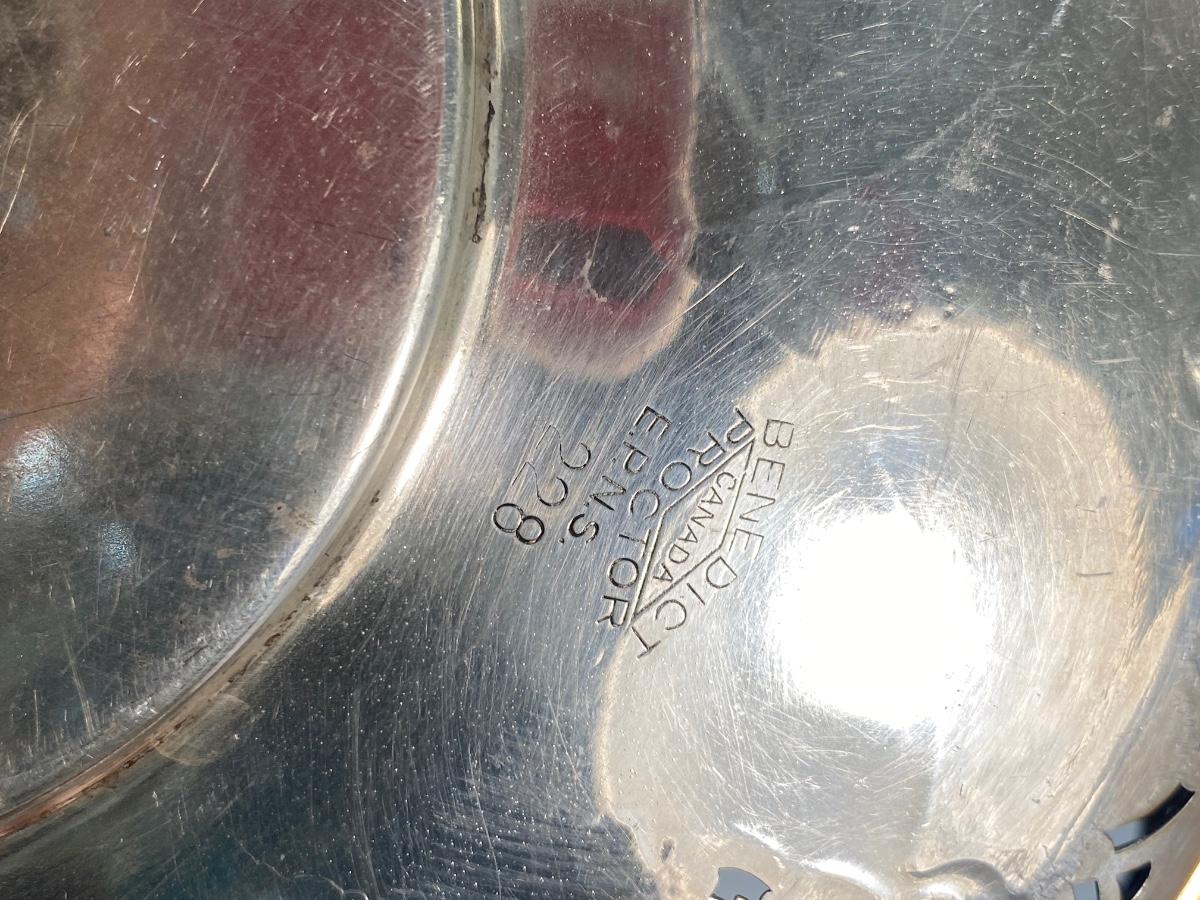 BENEDICT
CANADA
PROCTOR
E.P.N.S.
228